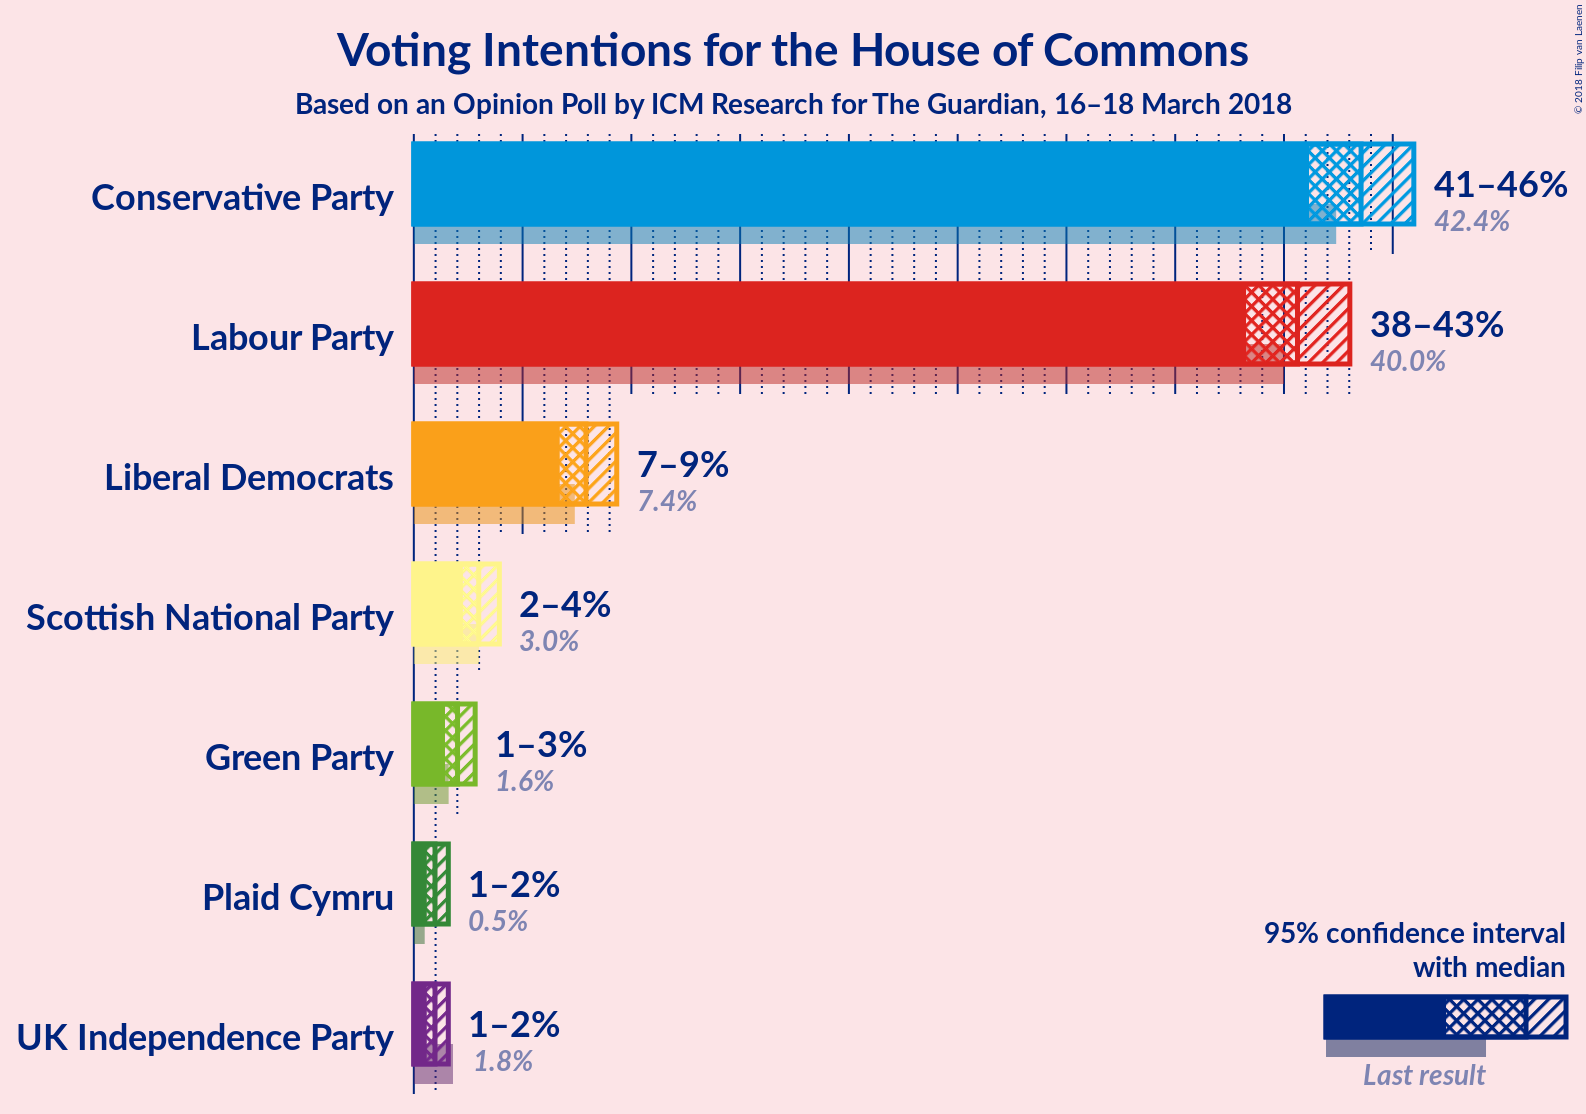 Voting Intentions for the House of Commons
Based on an Opinion Poll by ICM Research for The Guardian, 16–18 March 2018
© 2018 Filip van Laenen
Conservative Party
41–46%
42.4%
Labour Party
38–43%
40.0%
Liberal Democrats
7–9%
7.4%
Scottish National Party
2–4%
3.0%
Green Party
1–3%
1.6%
Plaid Cymru
1–2%
0.5%
UK Independence Party
1–2%
1.8%
95% confidence interval
with median
Last result